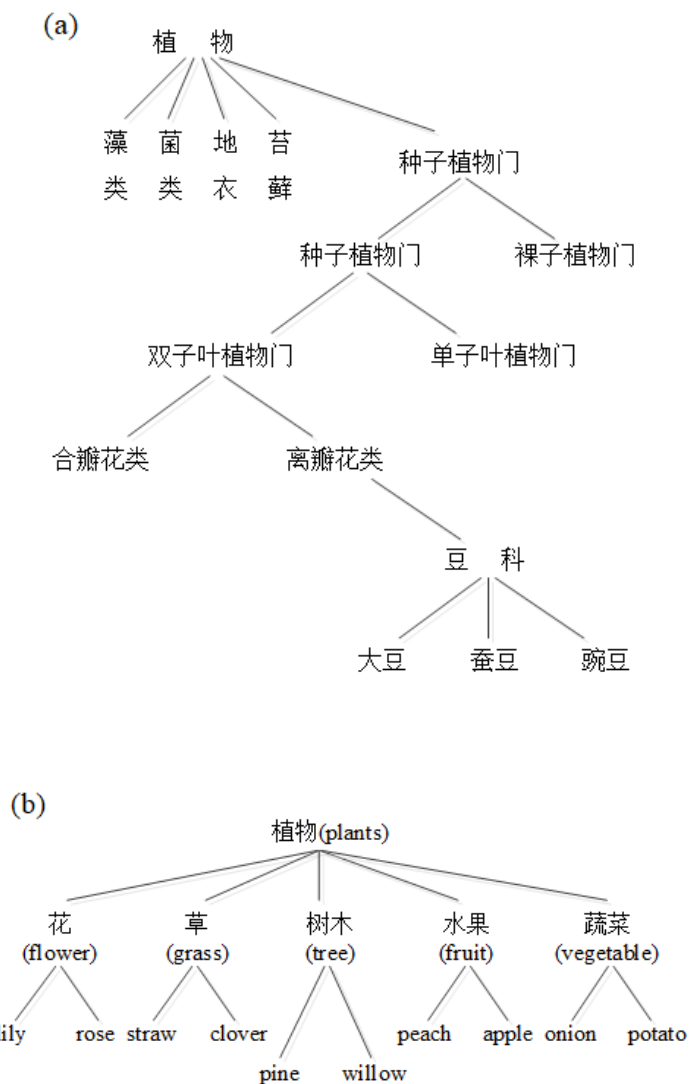 (a)
植 物
藻 菌 地 苔
类 类 衣 藓
种子植物门
种子植物门 裸子植物门
双子叶植物门 单子叶植物门
合瓣花类 离瓣花类
豆 科
大豆 蚕豆 豌豆
(b)
植物(plants)
花 草 树木 水果 蔬菜
(flower) (grass) (tree) (fruit) (vegetable)
lily rose straw clover peach apple onion potato
pine willow